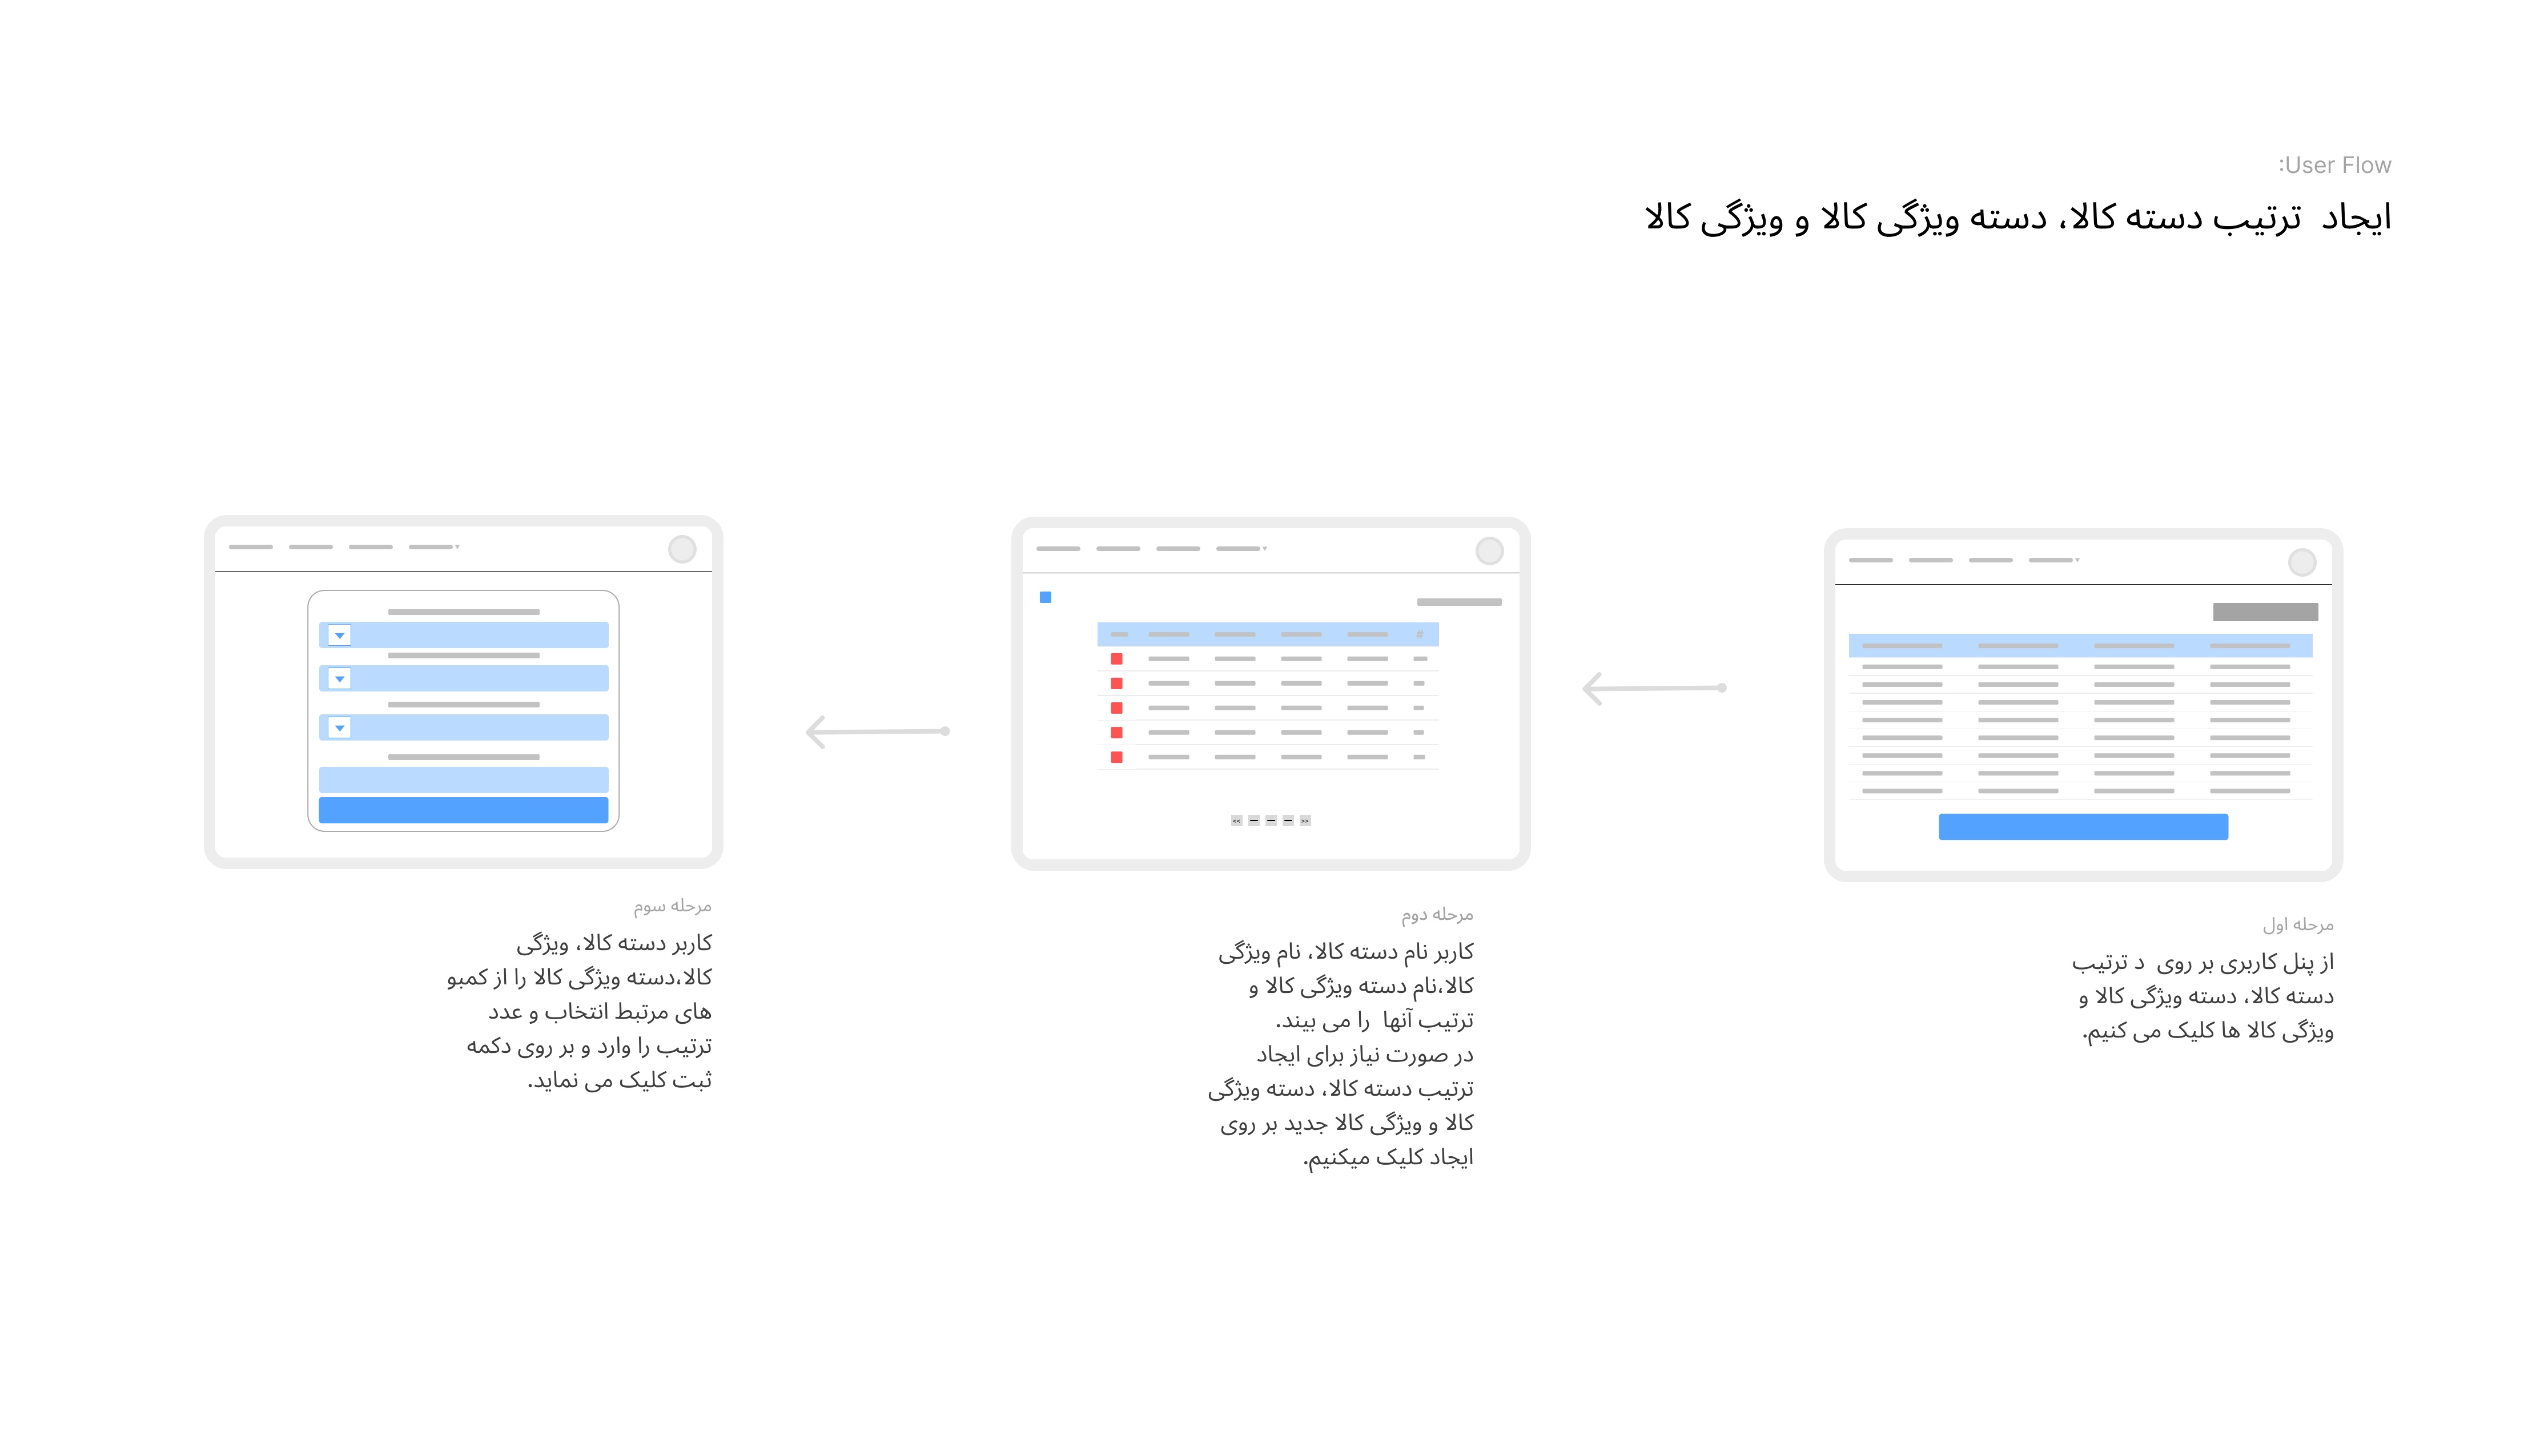 User Flow:
ایجاد  ترتیب دسته کالا، دسته ویژگی کالا و ویژگی کالا
مرحله اول
از پنل کاربری بر روی  د ترتیب
دسته کالا، دسته ویژگی کالا و
ویژگی کالا ها کلیک می کنیم.
#
<<
>>
مرحله دوم
کاربر نام دسته کالا، نام ویژگی
کالا،نام دسته ویژگی کالا و
ترتیب آنها  را می بیند.
در صورت نیاز برای ایجاد
ترتیب دسته کالا، دسته ویژگی
کالا و ویژگی کالا جدید بر روی
ایجاد کلیک میکنیم.
مرحله سوم
کاربر دسته کالا، ویژگی
کالا،دسته ویژگی کالا را از کمبو
های مرتبط انتخاب و عدد
ترتیب را وارد و بر روی دکمه
ثبت کلیک می نماید.